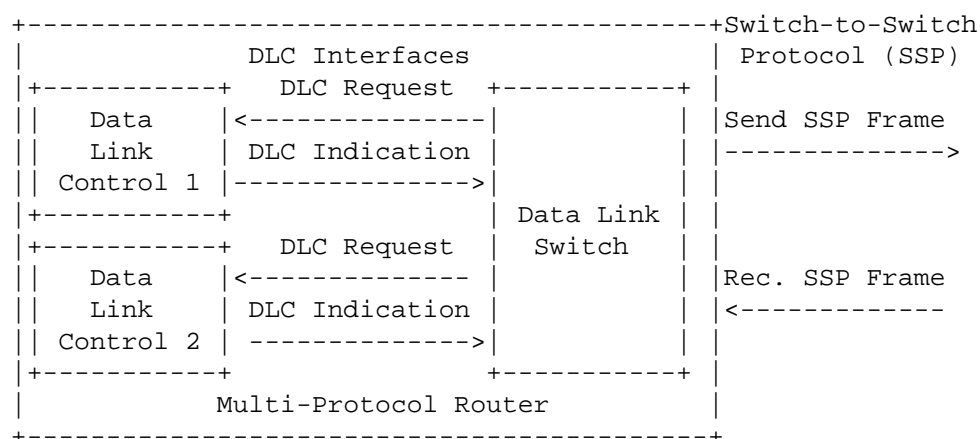 Switch-to-Switch
DLC Interfaces Protocol (SSP)
DLC Request
Data Send SSP Frame
Link DLC Indication
Control 1
Data Link
DLC Request Switch
Data Rec. SSP Frame
Link DLC Indication
Control 2
Multi-Protocol Router